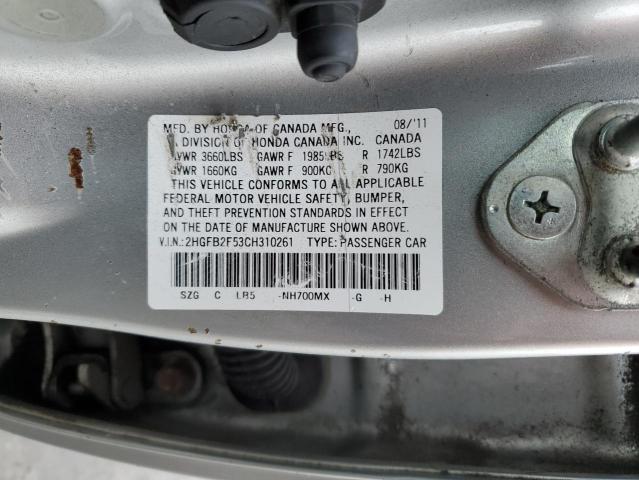 MFD. BY HONDA OF CANADA MFG., 08/'11
A DIVISION OF HONDA CANADA INC. CANADA
GVWR 3660LBS GAWR F 1985LBS R 1742LBS
GVWR 1660KG GAWR F 900KG R 790KG
THIS VEHICLE CONFORMS TO ALL APPLICABLE
FEDERAL MOTOR VEHICLE SAFETY, BUMPER,
AND THEFT PREVENTION STANDARDS IN EFFECT
ON THE DATE OF MANUFACTURE SHOWN ABOVE.
V.I.N.: 2HGFB2F53CH310261 TYPE: PASSENGER CAR
SZG C LB5 -NH700MX -G -H